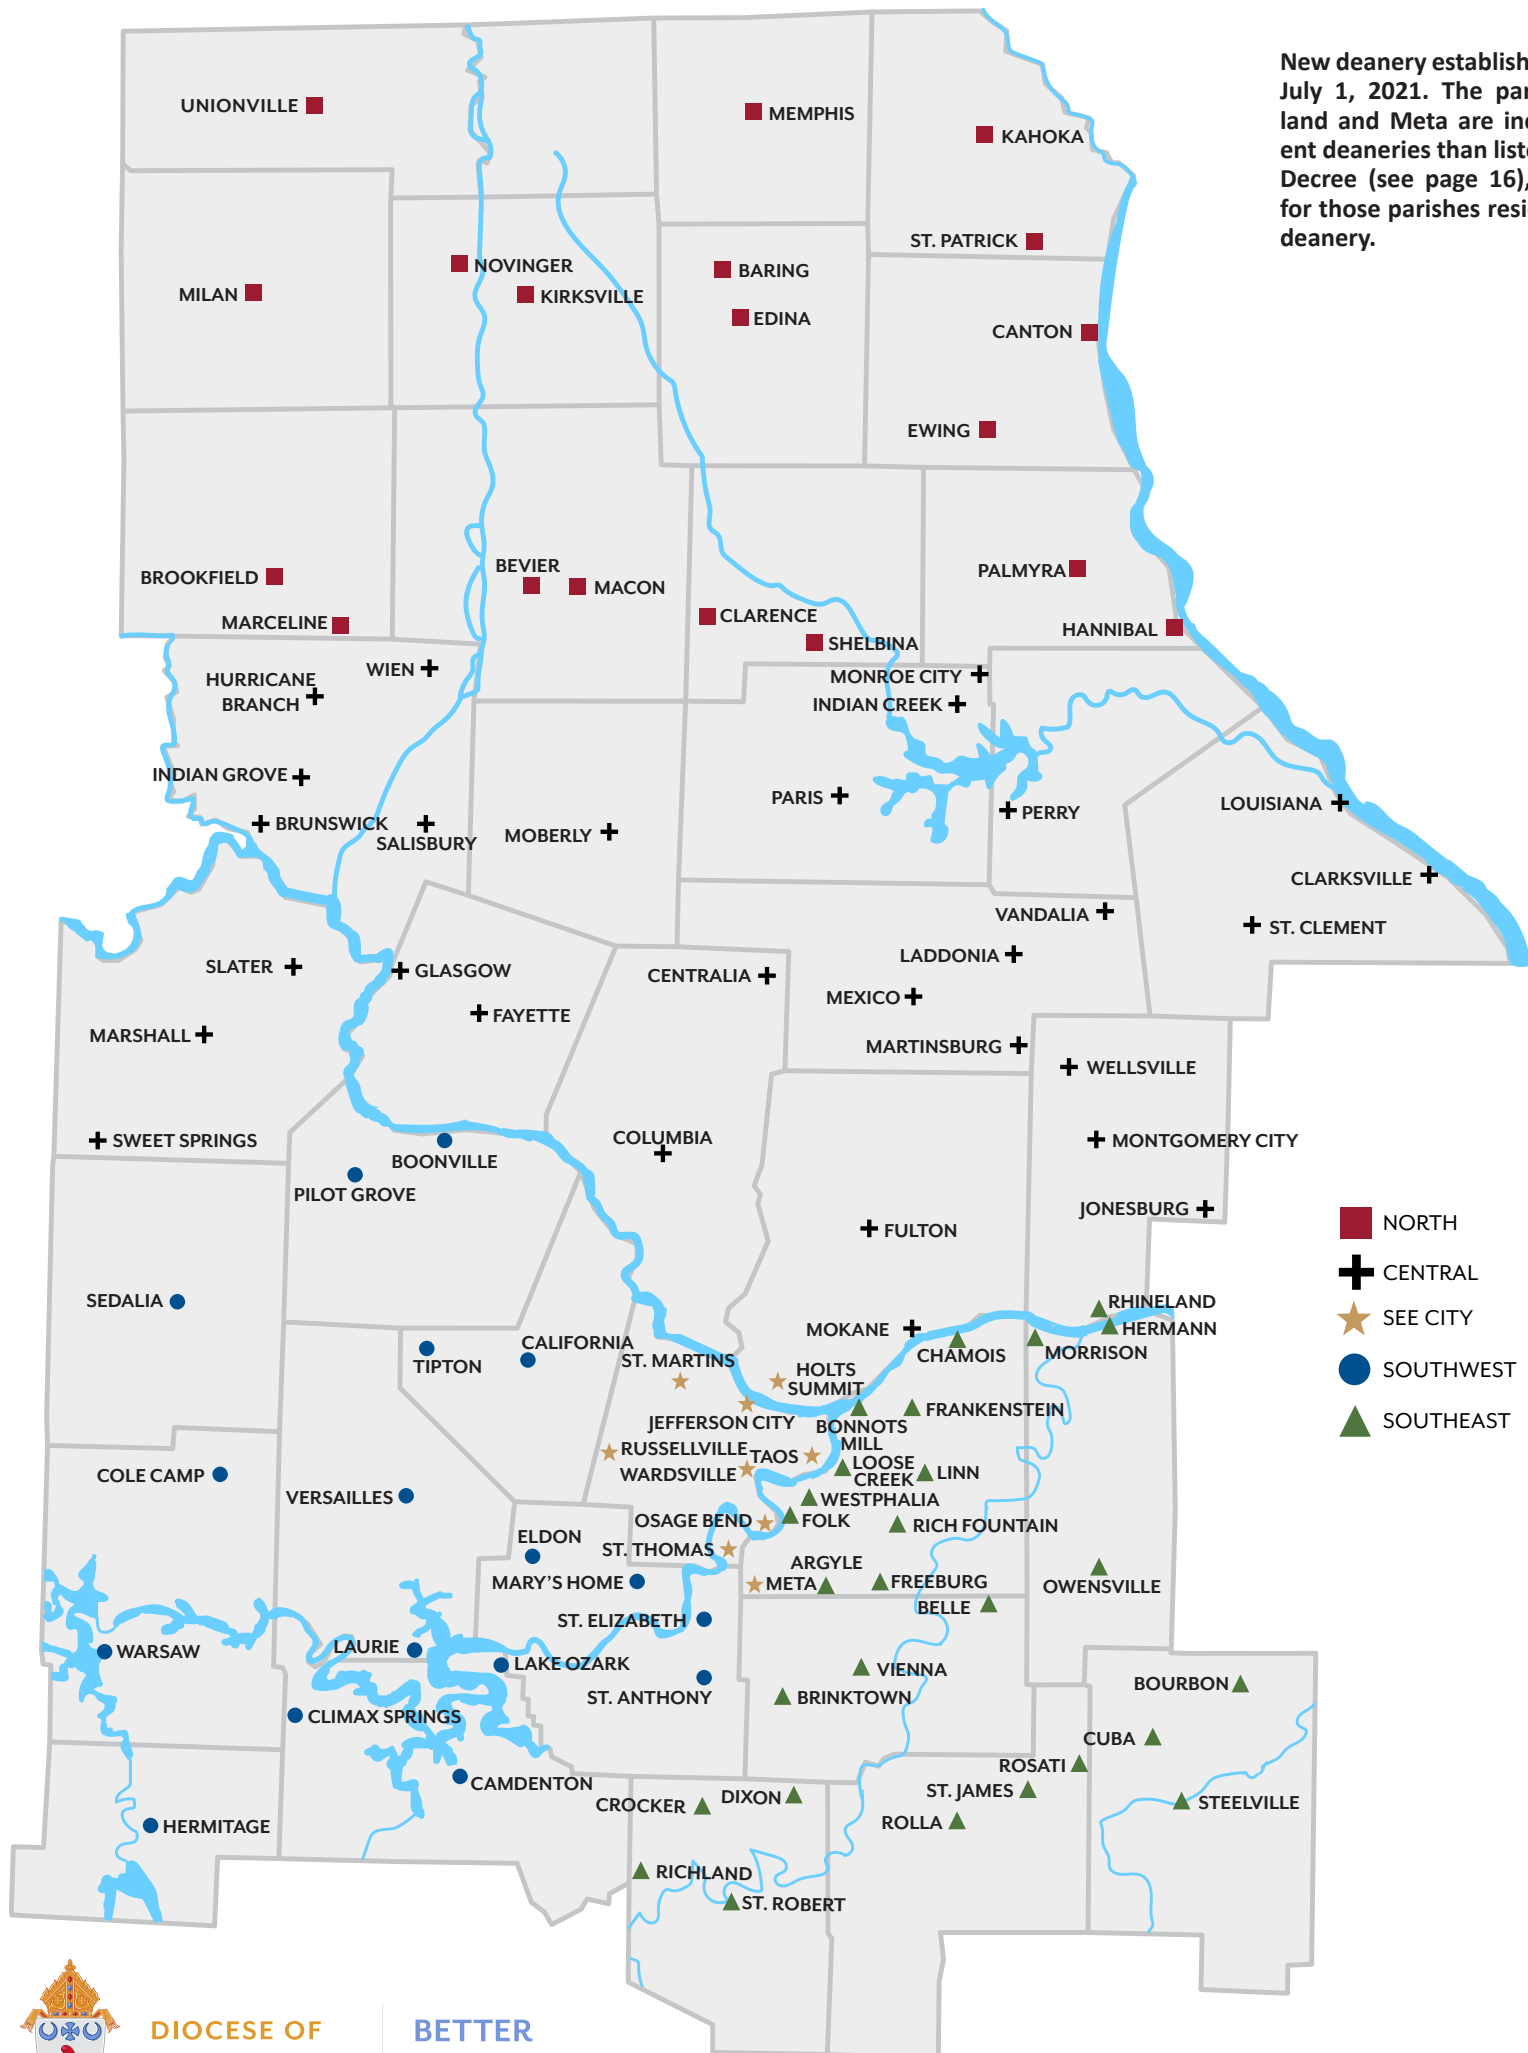 New deanery establish
July 1, 2021. The par
land and Meta are in
ent deaneries than list
Decree (see page 16),
for those parishes resi
deanery.
UNIONVILLE
MEMPHIS
KAHOKA
ST. PATRICK
NOVINGER
BARING
MILAN
KIRKSVILLE
EDINA
CANTON
EWING
BROOKFIELD
BEVIER
MACON
PALMYRA
MARCELINE
CLARENCE
HANNIBAL
SHELBINA
WIEN
HURRICANE
BRANCH
MONROE CITY
INDIAN CREEK
INDIAN GROVE
PARIS
PERRY
LOUISIANA
BRUNSWICK
SALISBURY
MOBERLY
CLARKSVILLE
VANDALIA
ST. CLEMENT
LADDONIA
SLATER
GLASGOW
CENTRALIA
MEXICO
FAYETTE
MARSHALL
MARTINSBURG
WELLSVILLE
SWEET SPRINGS
COLUMBIA
MONTGOMERY CITY
BOONVILLE
PILOT GROVE
JONESBURG
FULTON
NORTH
CENTRAL
SEE CITY
SOUTHWEST
SOUTHEAST
SEDALIA
RHINELAND
HERMANN
MOKANE
CALIFORNIA
TIPTON
CHAMOIS
MORRISON
ST. MARTINS
HOLTS
SUMMIT
JEFFERSON CITY
FRANKENSTEIN
BONNOTS
MILL
RUSSELLVILLE
TAOS
WARDSVILLE
LOOSE
CREEK
LINN
COLE CAMP
VERSAILLES
WESTPHALIA
OSAGE BEND
FOLK
RICH FOUNTAIN
ELDON
ST. THOMAS
ARGYLE
MARY'S HOME
META
FREEBURG
OWENSVILLE
BELLE
ST. ELIZABETH
WARSAW
LAURIE
LAKE OZARK
VIENNA
ST. ANTHONY
BRINKTOWN
BOURBON
CLIMAX SPRINGS
CUBA
ROSATI
CAMDENTON
CROCKER
DIXON
ST. JAMES
STEELVILLE
HERMITAGE
ROLLA
RICHLAND
ST. ROBERT
DIOCESE OF
BETTER